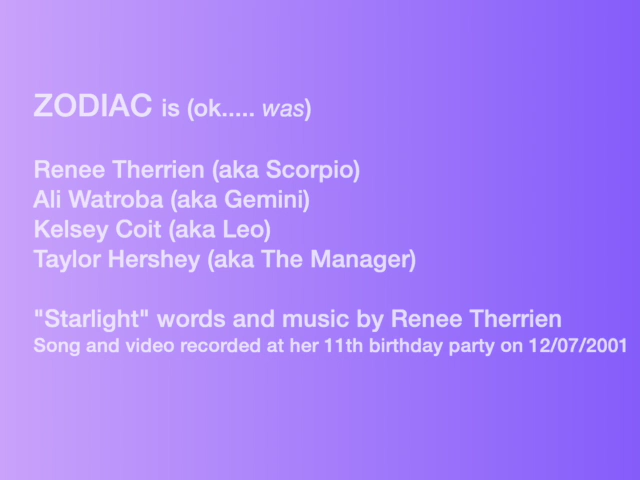 ZODIAC is (ok..... was)
Renee Therrien (aka Scorpio)
Ali Watroba (aka Gemini)
Kelsey Coit (aka Leo)
Taylor Hershey (aka The Manager)
"Starlight" words and music by Renee Therrien
Song and video recorded at her 11th birthday party on 12/07/2001